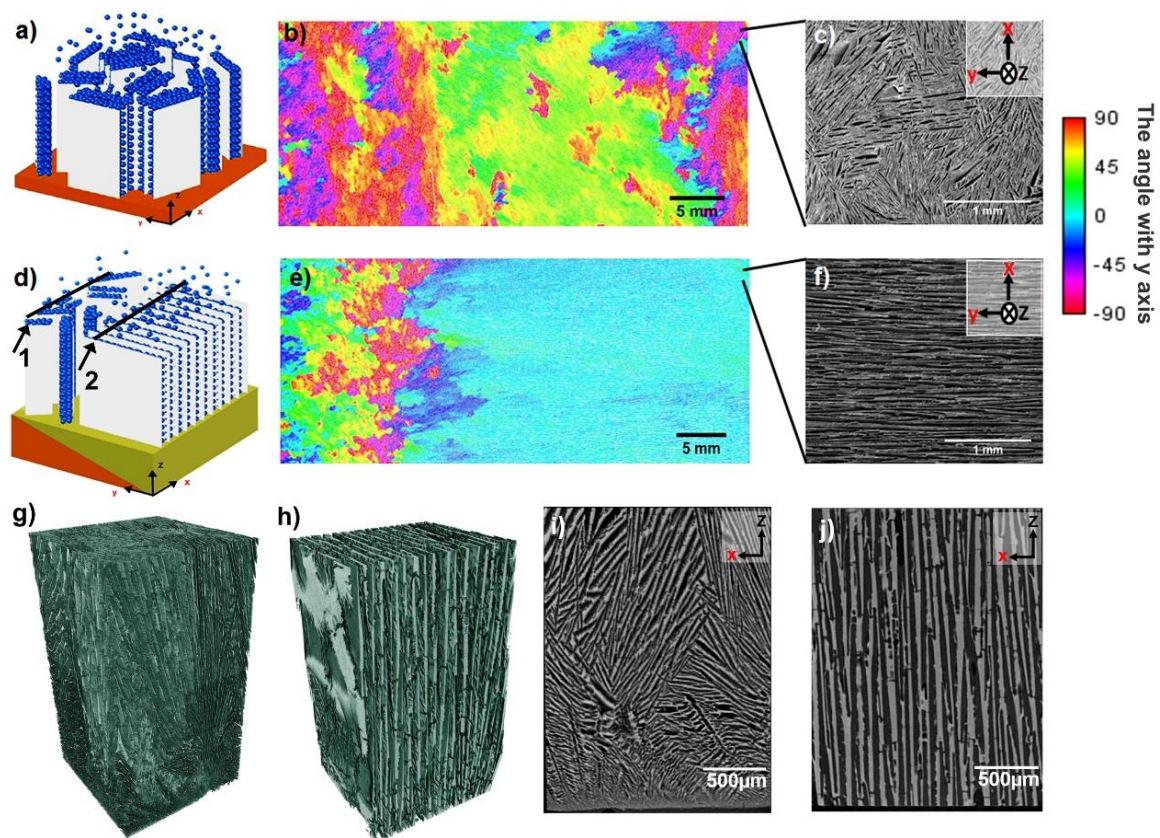 a)
b)
c)
x
y
z
5 mm
X
y
Z
1 mm
90
45
0
-45
-90
The angle with y axis
d)
e)
f)
1
2
z
y
x
5 mm
X
y
Z
1 mm
g)
h)
i)
j)
z
x
500µm
z
x
500µm